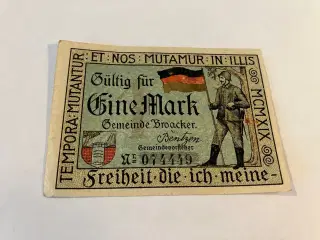 TEMPORA·MUTANTUR·ET·NOS·MUTAMUR·IN·ILLIS
MCMXIX
Gültig für
Eine Mark
Gemeinde Broacker.
Bentzen
Gemeindevorsteher
№ 074449
-Freiheit die ich meine-